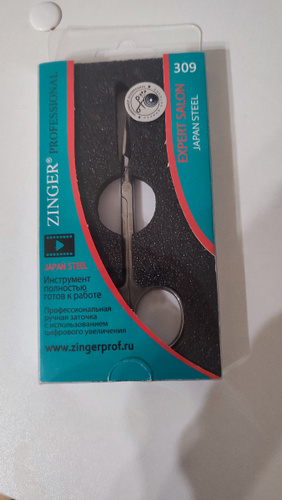 309
EXPERT SALON
JAPAN STEEL
ZINGER® PROFESSIONAL
JAPAN STEEL
Инструмент
полностью
готов к работе
Профессиональная
ручная заточка
с использованием
цифрового увеличения
www.zingerprof.ru